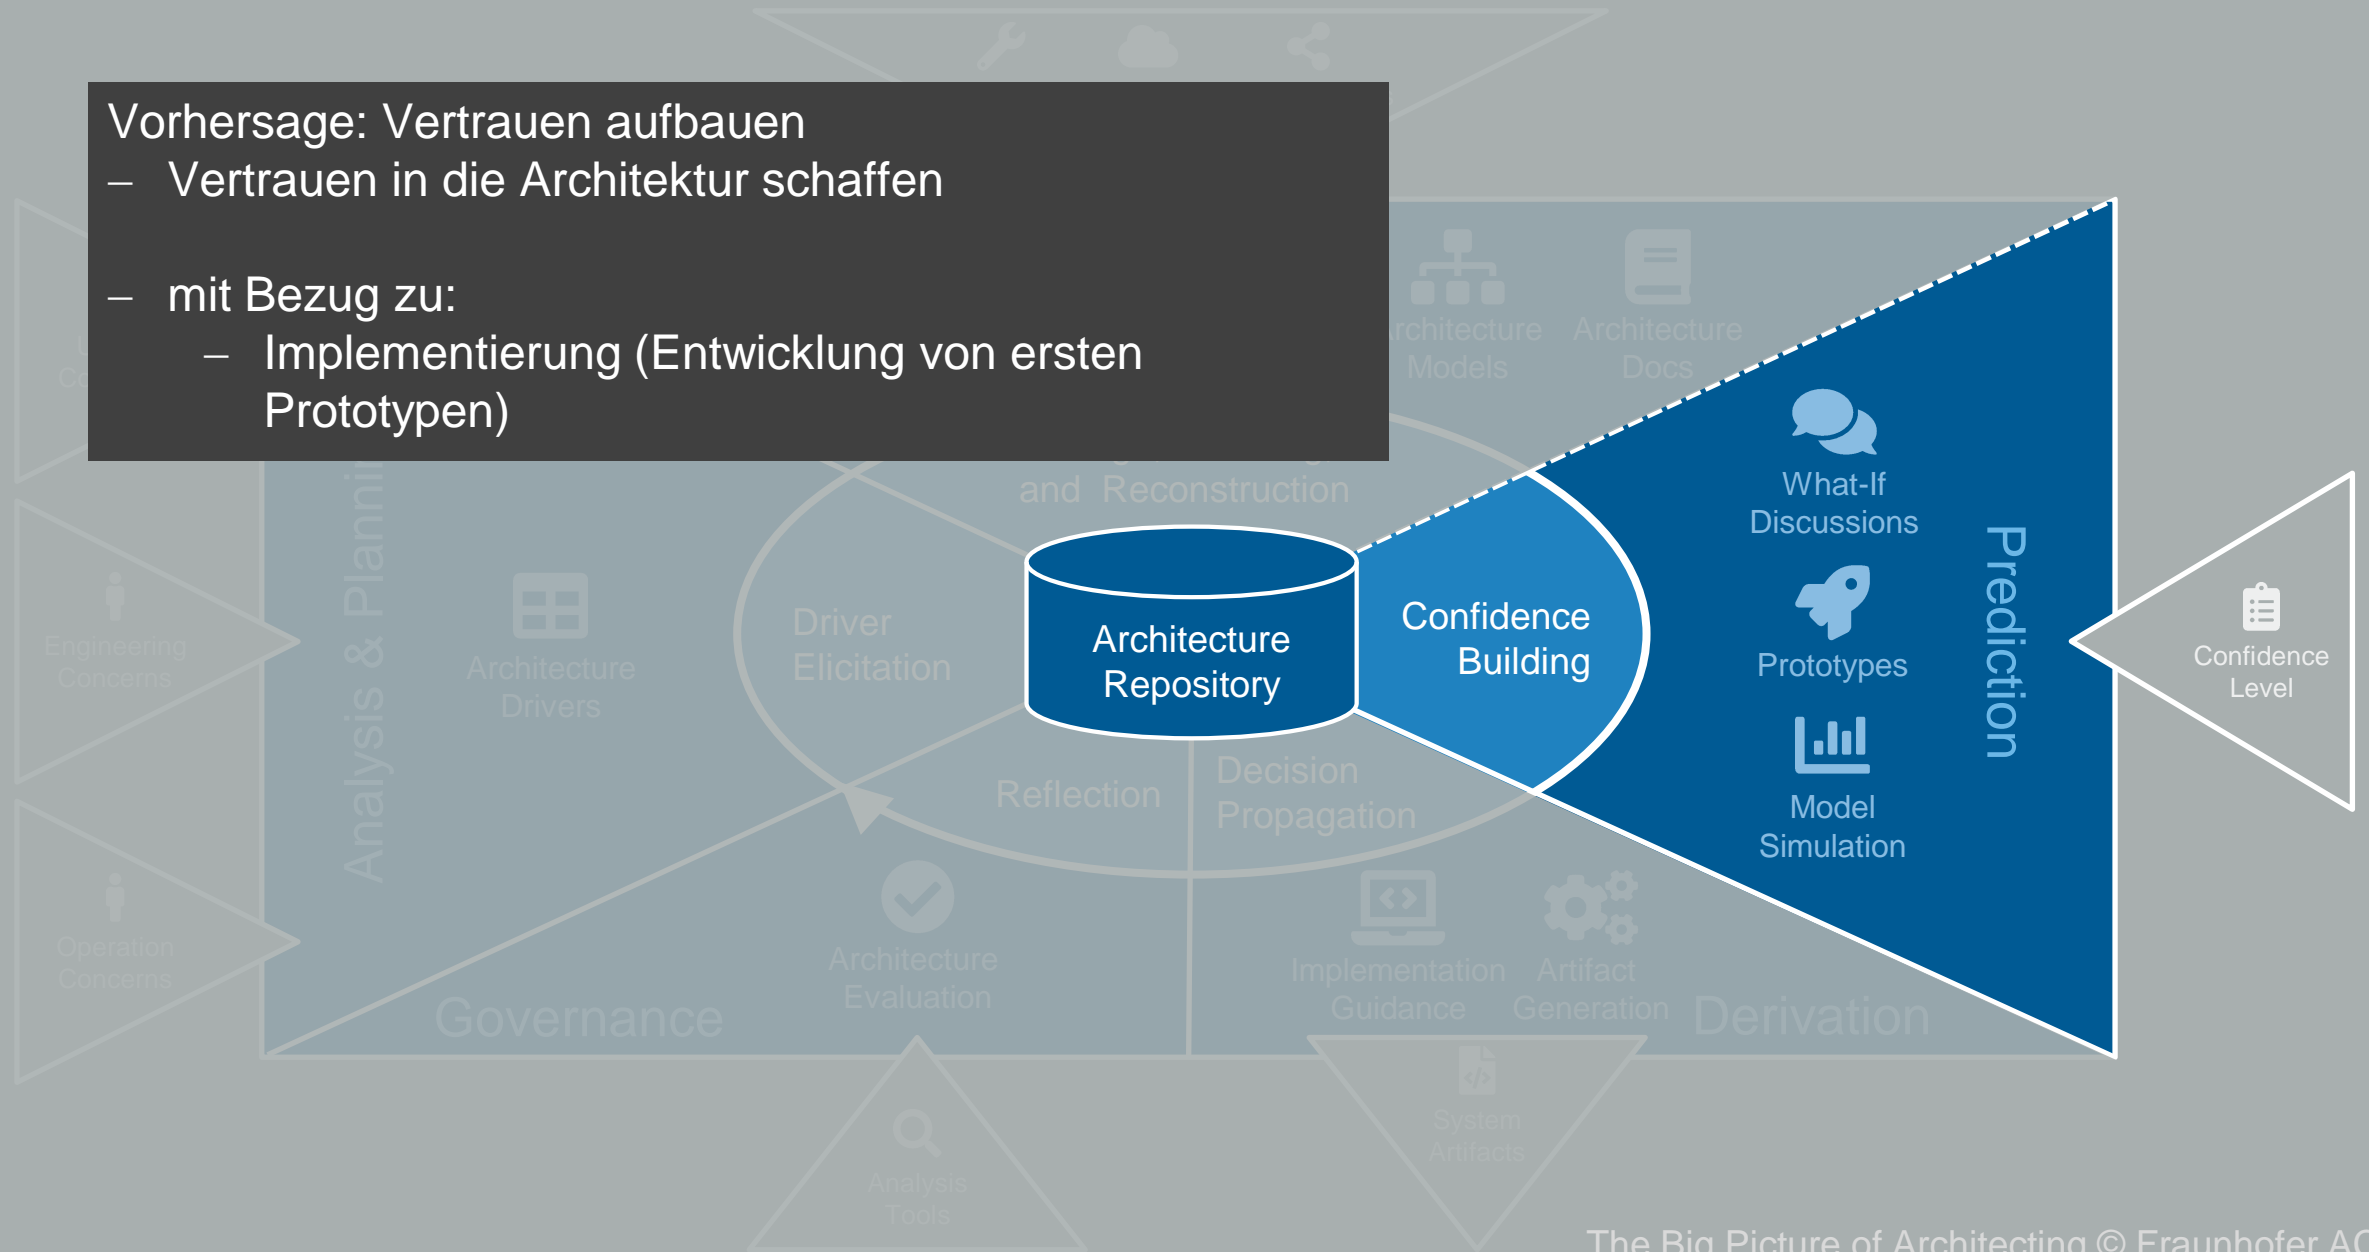 Vorhersage: Vertrauen aufbauen
– Vertrauen in die Architektur schaffen
– mit Bezug zu:
– Implementierung (Entwicklung von ersten
Prototypen)
Architecture
Models
Architecture
Docs
and Reconstruction
What-If
Discussions
Prototypes
Model
Simulation
Prediction
Confidence
Level
Confidence
Building
Architecture
Repository
Driver
Elicitation
Architecture
Drivers
Analysis & Planning
Engineering
Concerns
Operation
Concerns
Reflection
Decision
Propagation
Architecture
Evaluation
Governance
Implementation
Guidance
Artifact
Generation
Derivation
Analysis
Tools
System
Artifacts
The Big Picture of Architecting © Fraunhofer